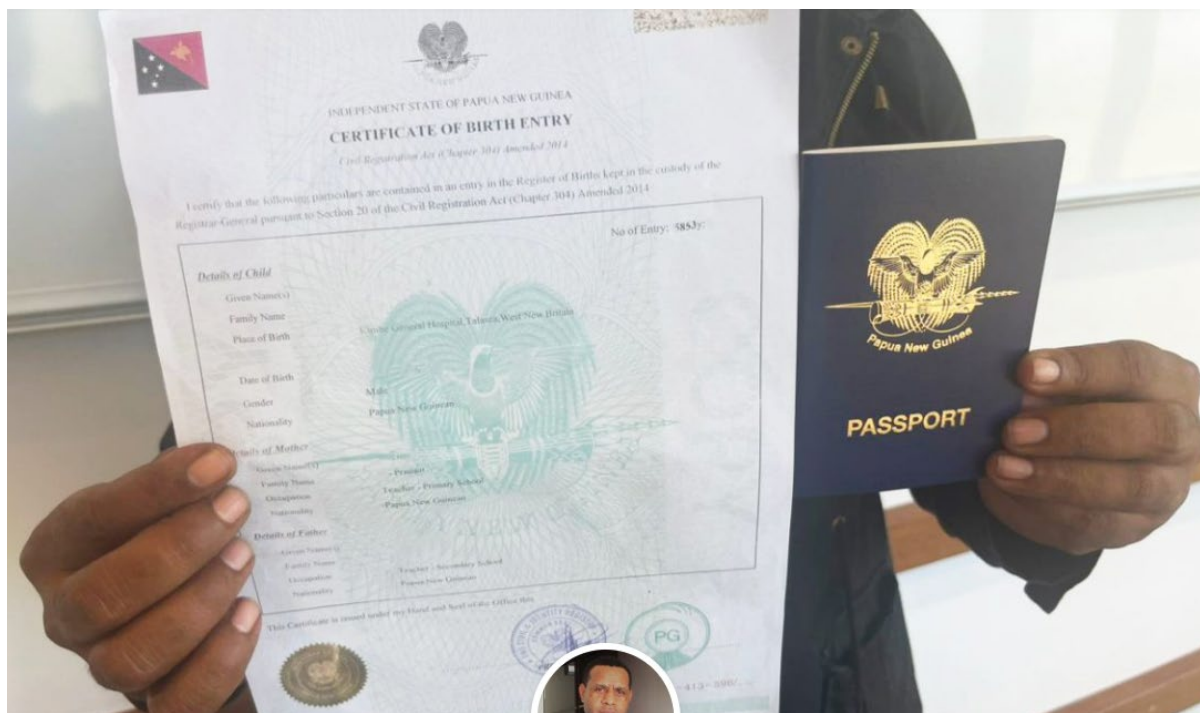 INDEPENDENT STATE OF PAPUA NEW GUINEA
CERTIFICATE OF BIRTH ENTRY
Civil Registration Act (Chapter 304) Amended 2014
I certify that the following particulars are contained in an entry in the Register of Births kept in the custody of the
Registrar-General pursuant to Section 20 of the Civil Registration Act (Chapter 304) Amended 2014
No of Entry:
Details of Child
Given Name(s)
Family Name
Place of Birth General Hospital, Talasea, West New Britain
Date of Birth
Gender Male
Nationality Papua New Guinean
Details of Mother
Given Name(s)
Family Name
Occupation Teacher - Primary School
Nationality Papua New Guinean
Details of Father
Given Name(s)
Family Name
Occupation Teacher - Secondary School
Nationality Papua New Guinean
This Certificate is issued under my Hand and Seal of the Office this
PG
Papua New Guinea
PASSPORT